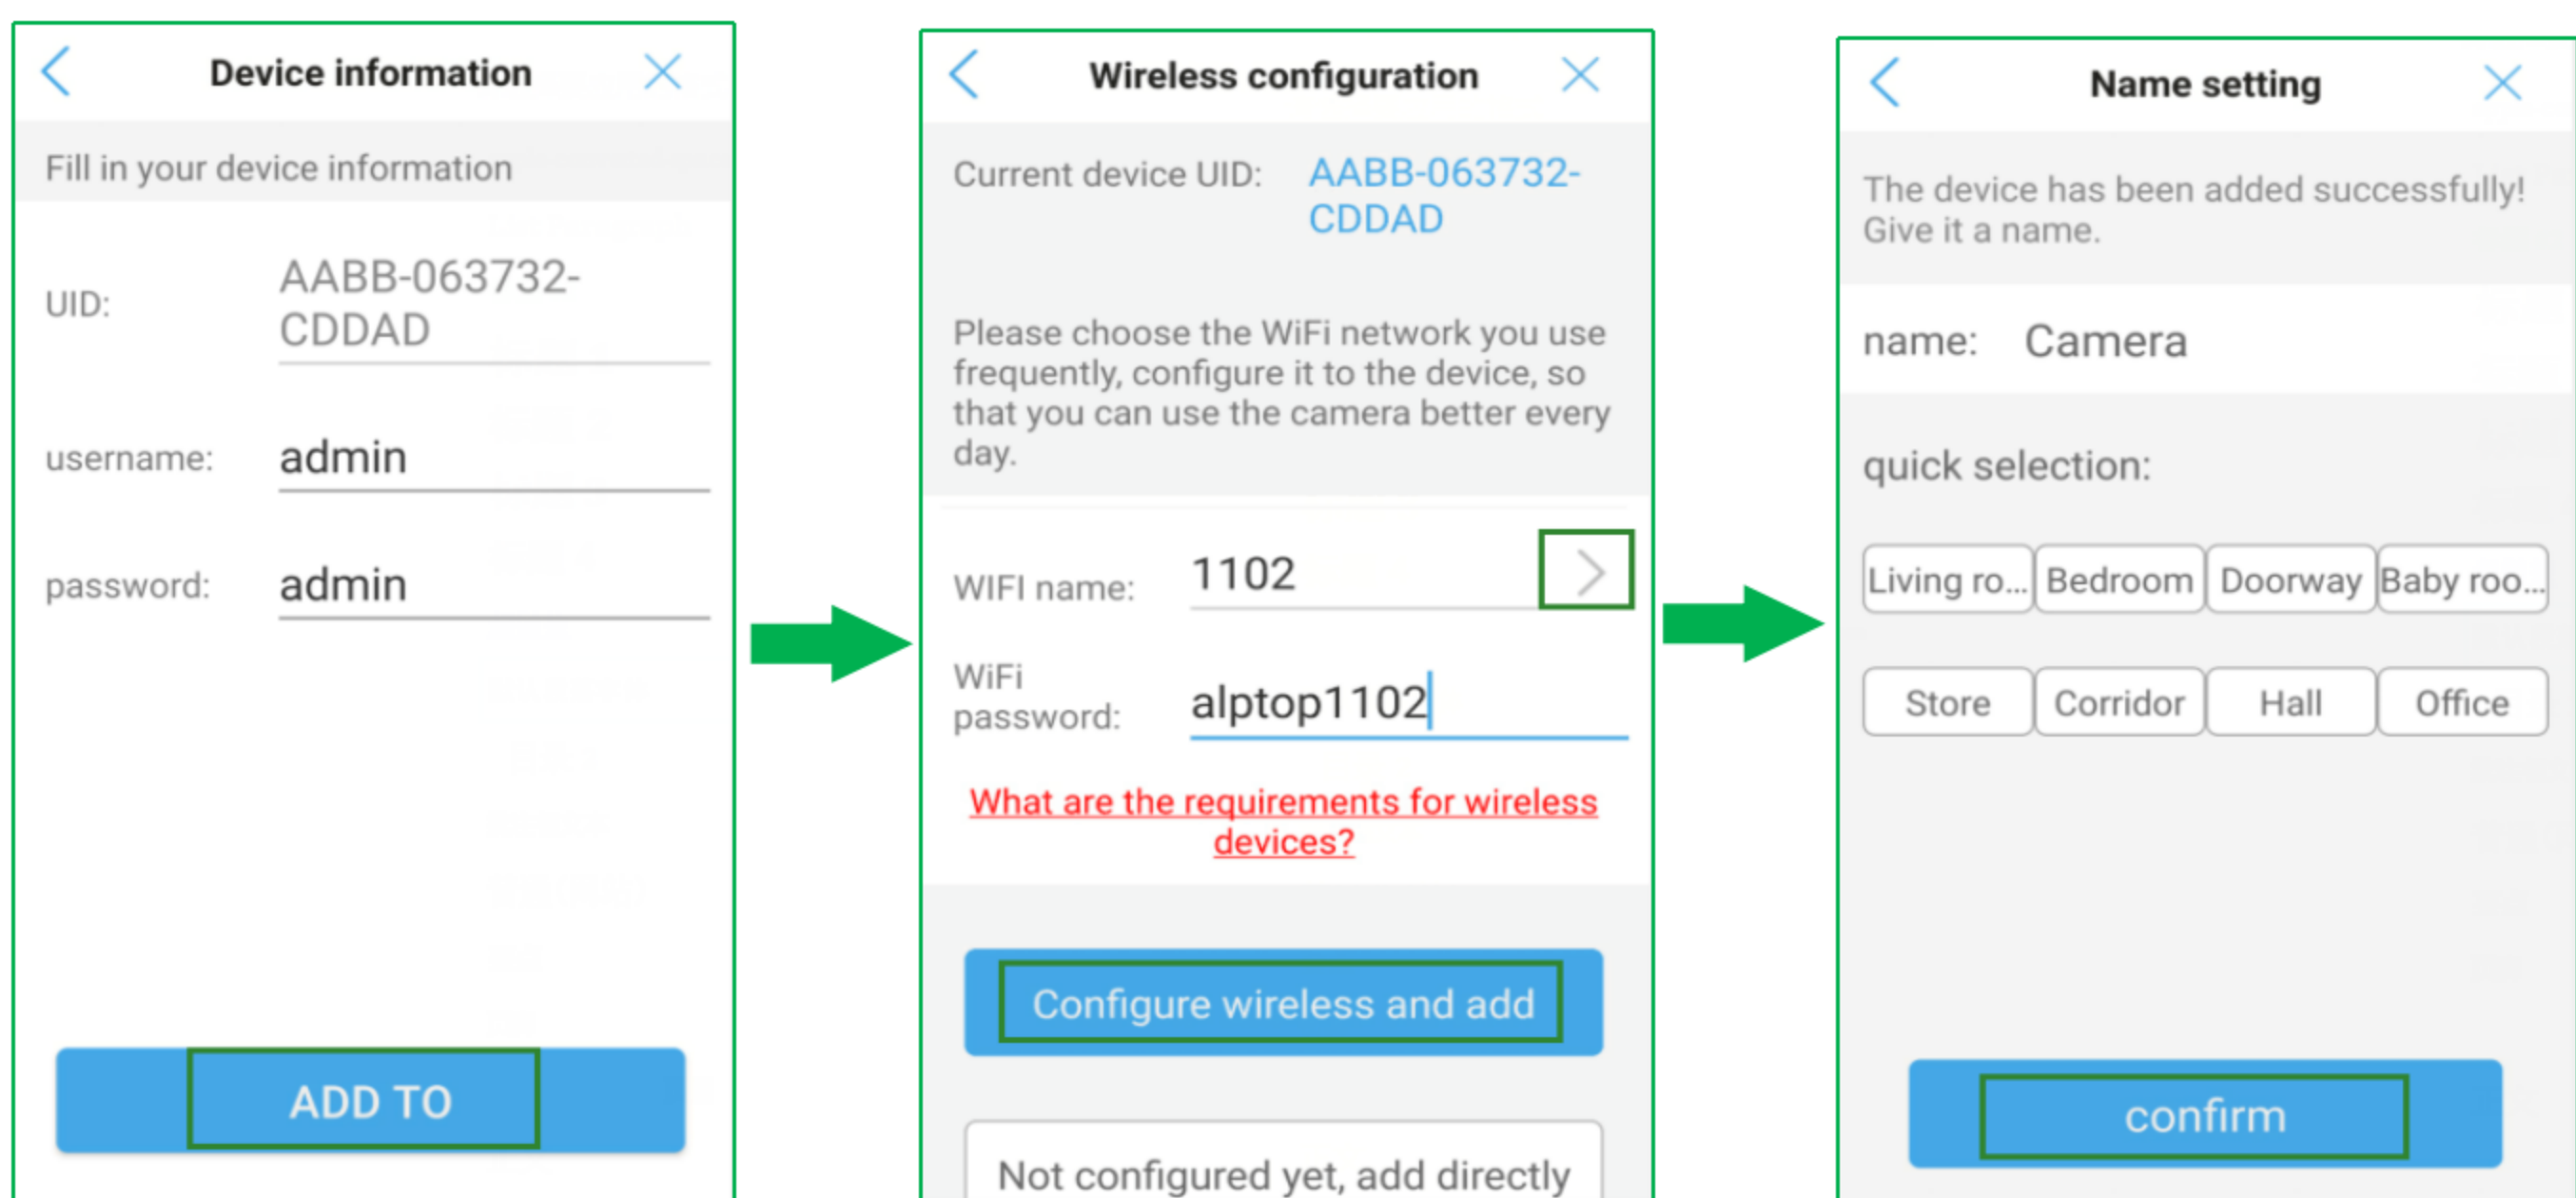 Device information
Fill in your device information
UID:
AABB-063732-
CDDAD
username: admin
password: admin
ADD TO
Wireless configuration
Current device UID: AABB-063732-
CDDAD
Please choose the WiFi network you use
frequently, configure it to the device, so
that you can use the camera better every
day.
WIFI name: 1102
WiFi
password: alptop1102
What are the requirements for wireless
devices?
Configure wireless and add
Not configured yet, add directly
Name setting
The device has been added successfully!
Give it a name.
name: Camera
quick selection:
Living ro... Bedroom Doorway Baby roo...
Store Corridor Hall Office
confirm